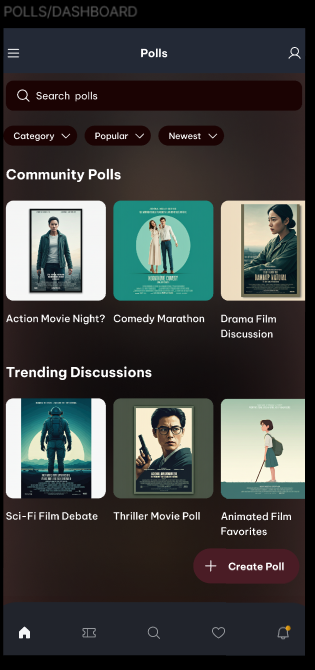 POLLS/DASHBOARD
Polls
Search polls
Category Popular Newest
Community Polls
Action Movie Night? Comedy Marathon Drama Film
Discussion
Trending Discussions
Sci-Fi Film Debate Thriller Movie Poll Animated Film
Favorites
+ Create Poll